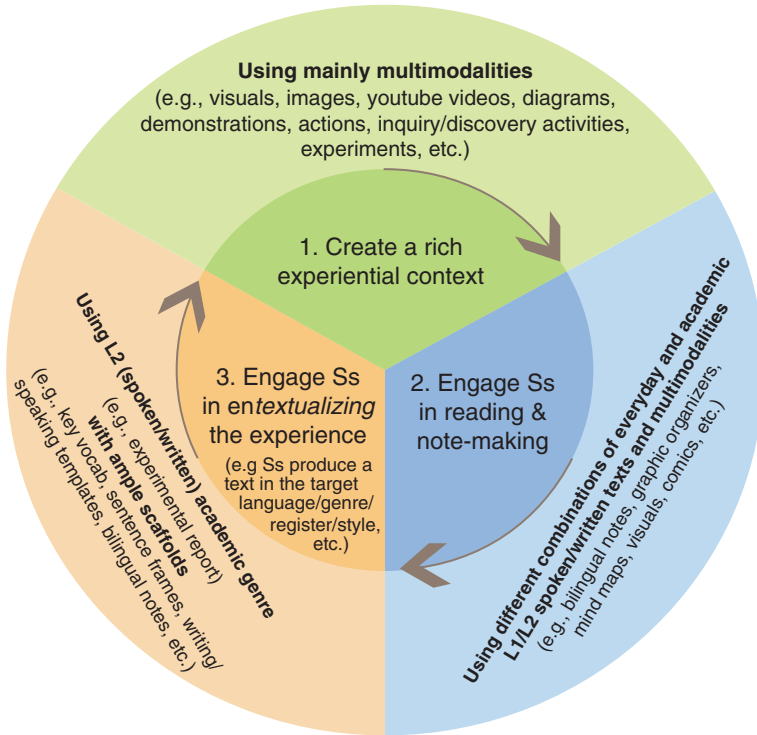 Using mainly multimodalities
(e.g., visuals, images, youtube videos, diagrams,
demonstrations, actions, inquiry/discovery activities,
experiments, etc.)
1. Create a rich
experiential context
2. Engage Ss
in reading &
note-making
Using different combinations of everyday and academic
L1/L2 spoken/written texts and multimodalities
(e.g., bilingual notes, graphic organizers,
mind maps, visuals, comics, etc.)
3. Engage Ss
in entextualizing
the experience
(e.g Ss produce a
text in the target
language/genre/
register/style,
etc.)
Using L2 (spoken/written) academic genre
(e.g., experimental report)
with ample scaffolds
(e.g., key vocab, sentence frames, writing/
speaking templates, bilingual notes, etc.)